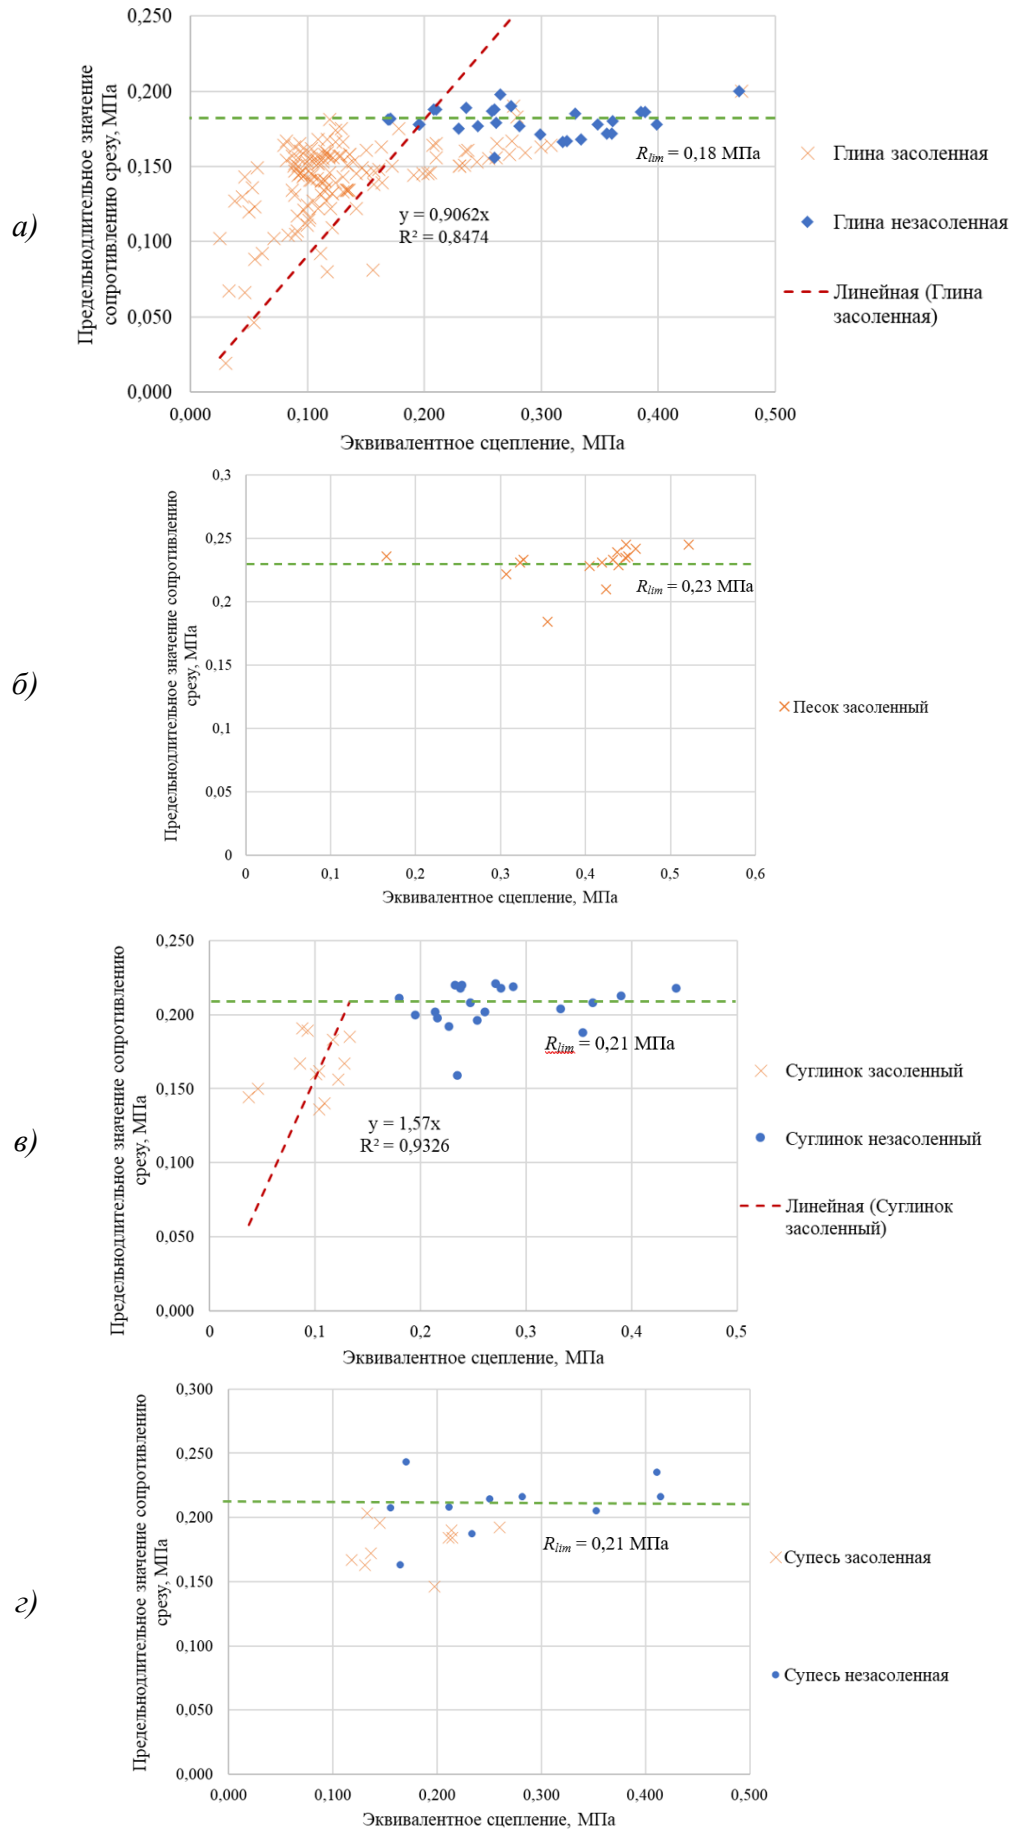 а)
Предельнодлительное значение
сопротивлению срезу, МПа
0,250
0,200
0,150
0,100
0,050
0,000
R_lim = 0,18 МПа
y = 0,9062x
R² = 0,8474
0,000 0,100 0,200 0,300 0,400 0,500
Эквивалентное сцепление, МПа
Глина засоленная
Глина незасоленная
Линейная (Глина
засоленная)
б)
Предельнодлительное значение сопротивлению
срезу, МПа
0,3
0,25
0,2
0,15
0,1
0,05
0
R_lim = 0,23 МПа
0 0,1 0,2 0,3 0,4 0,5 0,6
Эквивалентное сцепление, МПа
Песок засоленный
в)
Предельнодлительное значение сопротивлению
срезу, МПа
0,250
0,200
0,150
0,100
0,050
0,000
R_lim = 0,21 МПа
y = 1,57x
R² = 0,9326
0 0,1 0,2 0,3 0,4 0,5
Эквивалентное сцепление, МПа
Суглинок засоленный
Суглинок незасоленный
Линейная (Суглинок
засоленный)
г)
Предельнодлительное значение сопротивлению
срезу, МПа
0,300
0,250
0,200
0,150
0,100
0,050
0,000
R_lim = 0,21 МПа
0,000 0,100 0,200 0,300 0,400 0,500
Эквивалентное сцепление, МПа
Супесь засоленная
Супесь незасоленная